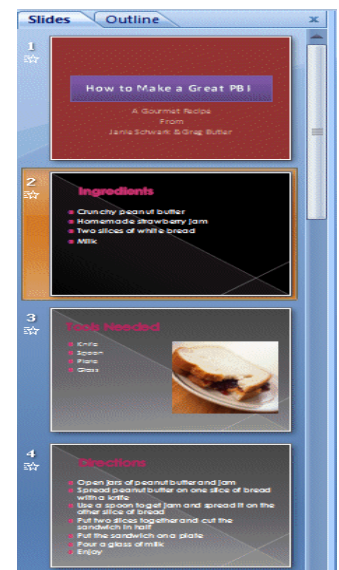 Slides Outline x
1
How to Make a Great PBJ
A Gourmet Recipe
From
Janie Schwark & Greg Butler
2
Ingredients
Crunchy peanut butter
Homemade strawberry jam
Two slices of white bread
Milk
3
Tools Needed
Knife
Spoon
Plate
Glass
4
Directions
Open jars of peanut butter and jam
Spread peanut butter on one slice of bread
with a knife
Use a spoon to get jam and spread it on the
other slice of bread
Put two slices together and cut the
sandwich in half
Put the sandwich on a plate
Pour a glass of milk
Enjoy